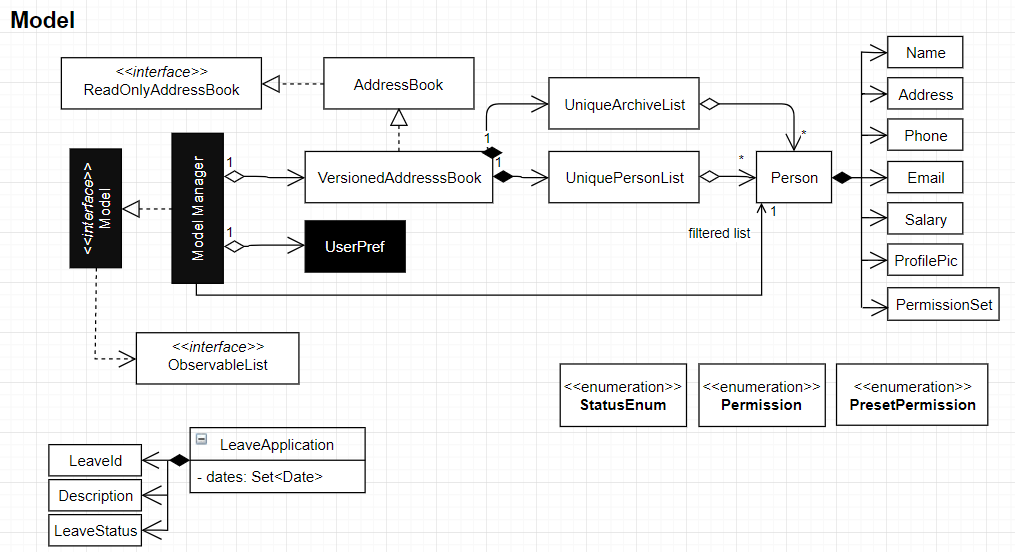 Model
<<interface>>
ReadOnlyAddressBook
AddressBook
UniqueArchiveList
Name
Address
Phone
Email
Salary
ProfilePic
PermissionSet
<<interface>>
Model
Model Manager
1
VersionedAddresssBook
1
1
UniquePersonList
*
*
Person
1
UserPref
filtered list
1
<<interface>>
ObservableList
<<enumeration>>
StatusEnum
<<enumeration>>
Permission
<<enumeration>>
PresetPermission
LeaveApplication
- dates: Set<Date>
LeaveId
Description
LeaveStatus